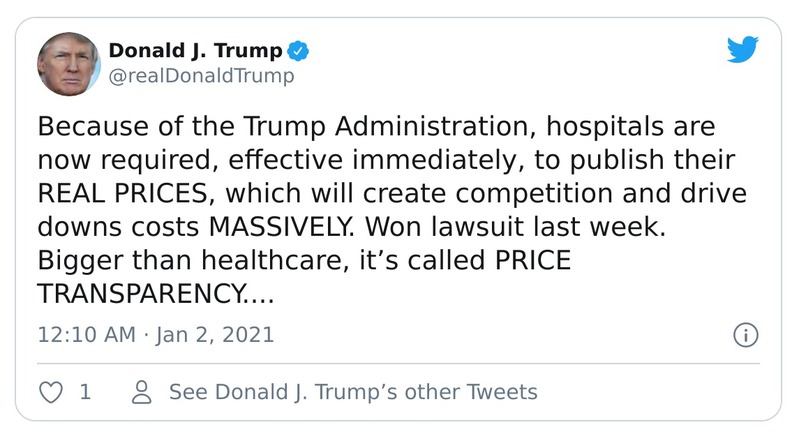 Donald J. Trump
@realDonaldTrump
Because of the Trump Administration, hospitals are
now required, effective immediately, to publish their
REAL PRICES, which will create competition and drive
downs costs MASSIVELY. Won lawsuit last week.
Bigger than healthcare, it’s called PRICE
TRANSPARENCY....
12:10 AM · Jan 2, 2021
1 See Donald J. Trump’s other Tweets